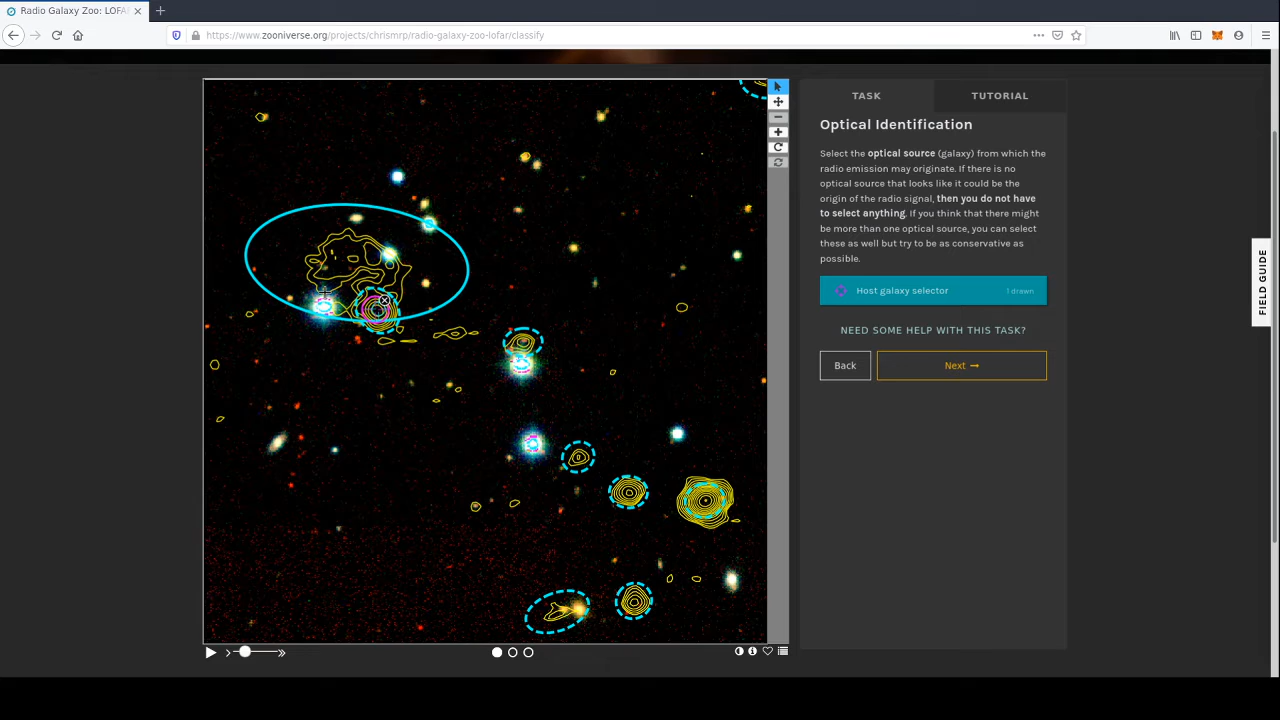 Radio Galaxy Zoo: LOFA
https://www.zooniverse.org/projects/chrismrp/radio-galaxy-zoo-lofar/classify
TASK
TUTORIAL
Optical Identification
Select the optical source (galaxy) from which the
radio emission may originate. If there is no
optical source that looks like it could be the
origin of the radio signal, then you do not have
to select anything. If you think that there might
be more than one optical source, you can select
these as well but try to be as conservative as
possible.
Host galaxy selector
1 drawn
NEED SOME HELP WITH THIS TASK?
Back
Next
FIELD GUIDE